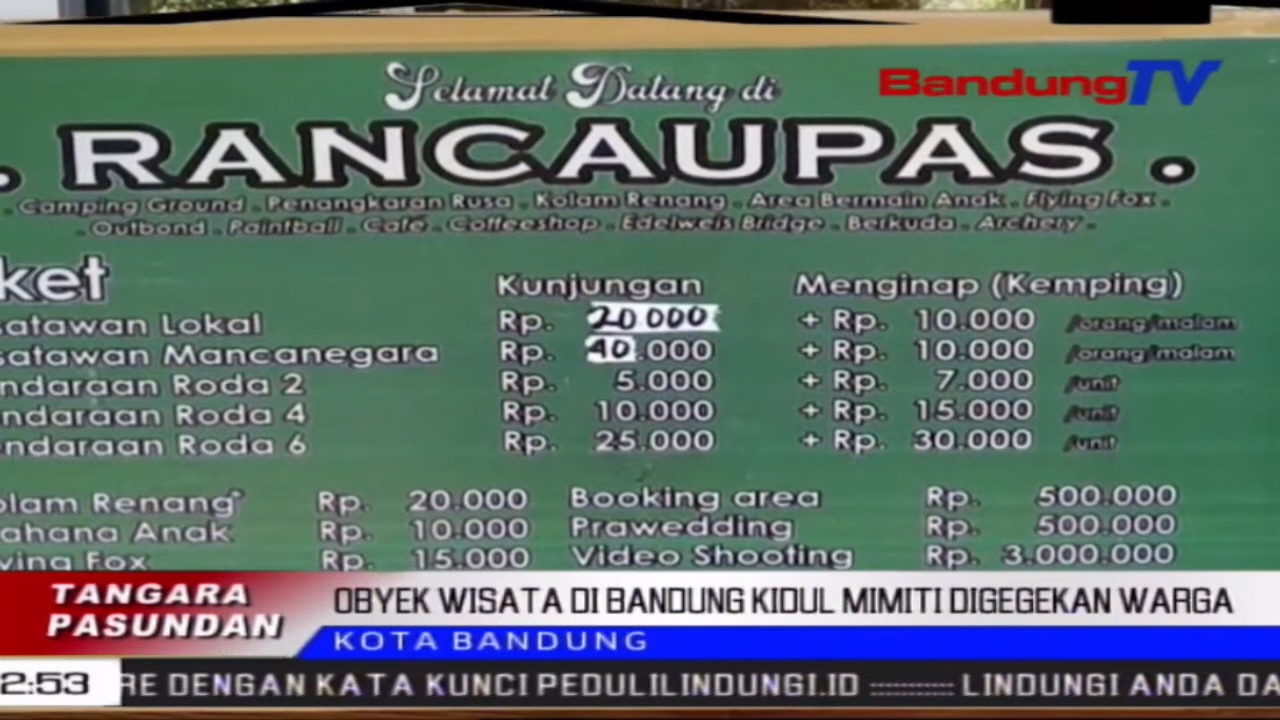 Selamat Datang di
BandungTV
. RANCAUPAS .
. Camping Ground . Penangkaran Rusa . Kolam Renang . Area Bermain Anak . Flying Fox .
. Outbond . Paintball . Café . Coffeeshop . Edelweis Bridge . Berkuda . Archery .
ket Kunjungan Menginap (Kemping)
satawan Lokal Rp. 20 000 + Rp. 10.000 /orang/malam
satawan Mancanegara Rp. 40.000 + Rp. 10.000 /orang/malam
ndaraan Roda 2 Rp. 5.000 + Rp. 7.000 /unit
ndaraan Roda 4 Rp. 10.000 + Rp. 15.000 /unit
endaraan Roda 6 Rp. 25.000 + Rp. 30.000 /unit
olam Renang Rp. 20.000 Booking area Rp. 500.000
ahana Anak Rp. 10.000 Prawedding Rp. 500.000
ying Fox Rp. 15.000 Video Shooting Rp. 3.000.000
TANGARA PASUNDAN
OBYEK WISATA DI BANDUNG KIDUL MIMITI DIGEGEKAN WARGA
KOTA BANDUNG
2:53 RE DENGAN KATA KUNCI PEDULILINDUNGI.ID :::::::::: LINDUNGI ANDA DA